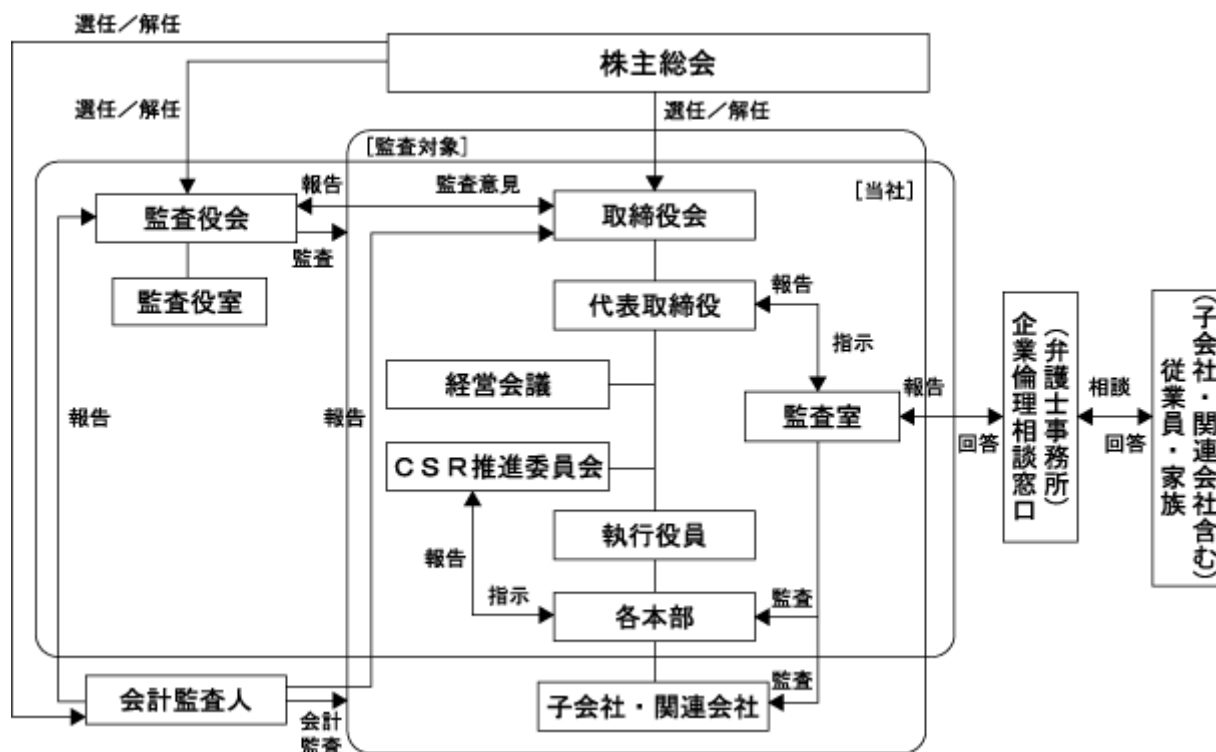 選任／解任
株主総会
選任／解任
選任／解任
[監査対象]
[当社]
報告
監査意見
監査役会
取締役会
監査
監査役室
代表取締役
報告
指示
経営会議
監査室
報告
回答
企業倫理相談窓口
（弁護士事務所）
相談
回答
従業員・家族
（子会社・関連会社含む）
報告
報告
ＣＳＲ推進委員会
執行役員
報告
指示
各本部
監査
会計監査人
会計
監査
子会社・関連会社
監査